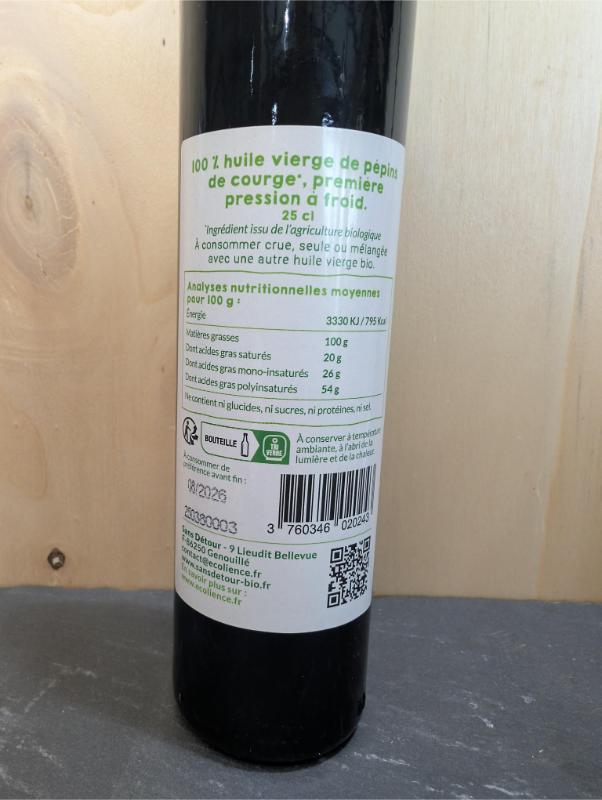 100 % huile vierge de pépins
de courge*, première
pression à froid.
25 cl
*Ingrédient issu de l'agriculture biologique
À consommer crue, seule ou mélangée
avec une autre huile vierge bio.
Analyses nutritionnelles moyennes
pour 100 g :
Énergie 3330 KJ / 795 Kcal
Matières grasses 100 g
Dont acides gras saturés 20 g
Dont acides gras mono-insaturés 26 g
Dont acides gras polyinsaturés 54 g
Ne contient ni glucides, ni sucres, ni protéines, ni sel.
BOUTEILLE
TRI
VERRE
À conserver à température
ambiante, à l'abri de la
lumière et de la chaleur.
À consommer de
préférence avant fin :
08/2026
250380003
3 760346 020243
Sans Détour - 9 Lieudit Bellevue
F-86250 Genouillé
contact@ecolience.fr
www.sansdetour-bio.fr
En savoir plus sur :
www.ecolience.fr